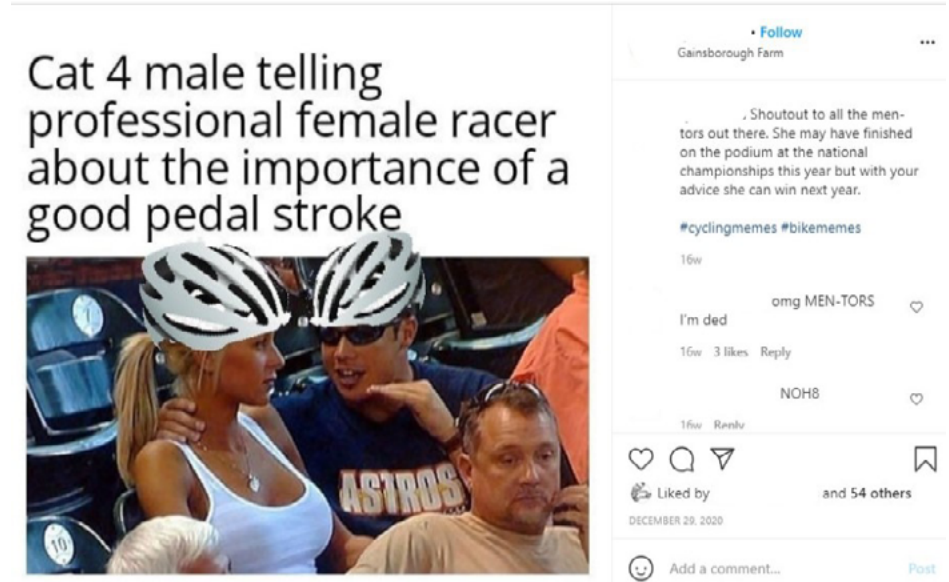 Cat 4 male telling
professional female racer
about the importance of a
good pedal stroke
7
ASTROS
10
• Follow
Gainsborough Farm
Shoutout to all the men-
tors out there. She may have finished
on the podium at the national
championships this year but with your
advice she can win next year.
#cyclingmemes #bikememes
16w
omg MEN-TORS
I'm ded
16w 3 likes Reply
NOH8
16w Reply
Liked by and 54 others
DECEMBER 29, 2020
Add a comment... Post